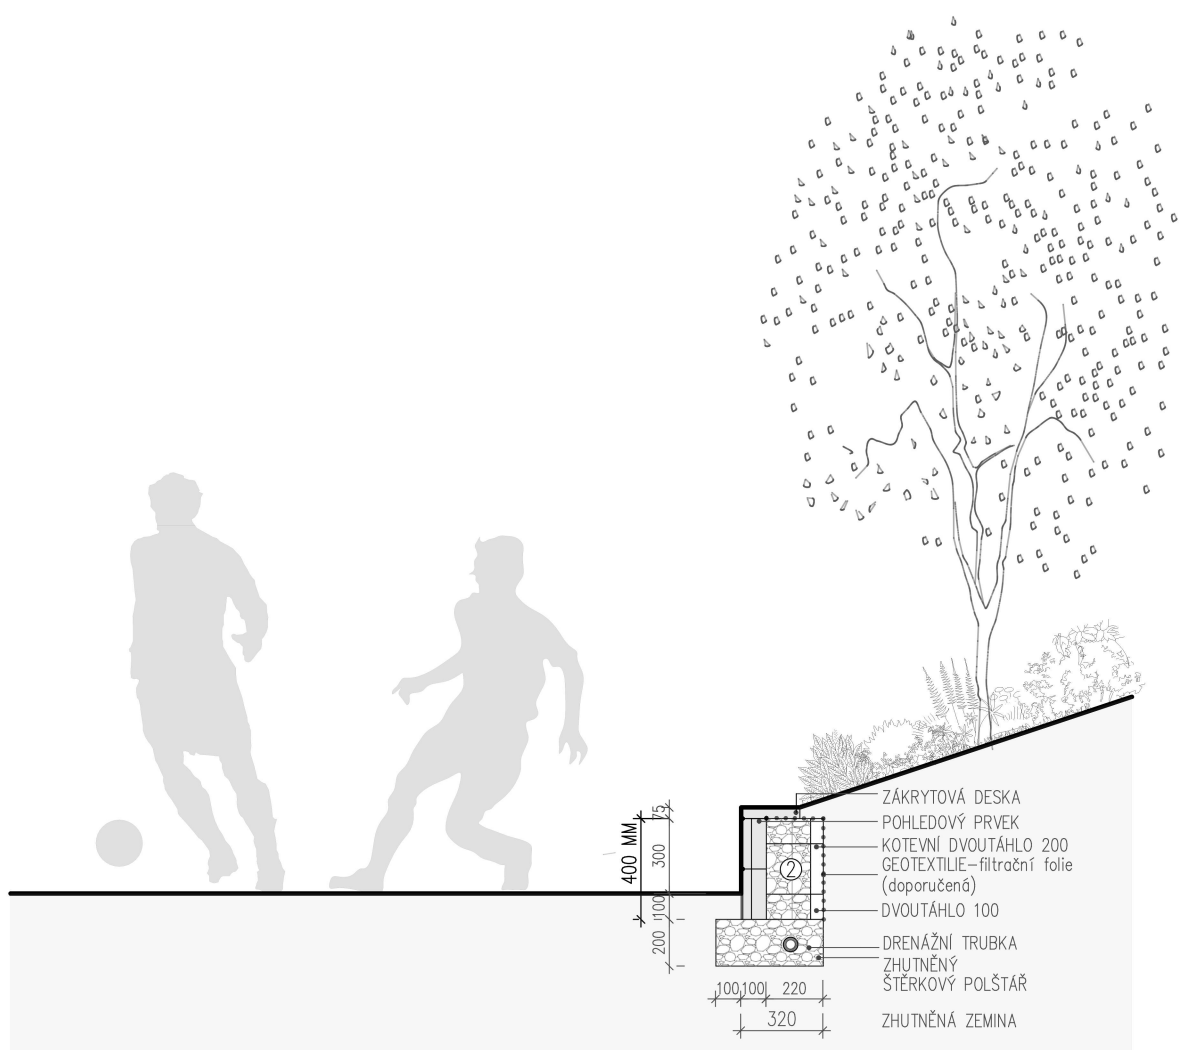 ZÁKRYTOVÁ DESKA
POHLEDOVÝ PRVEK
KOTEVNÍ DVOUTÁHLO 200
GEOTEXTILIE–filtrační folie
(doporučená)
DVOUTÁHLO 100
DRENÁŽNÍ TRUBKA
ZHUTNĚNÝ
ŠTĚRKOVÝ POLŠTÁŘ
ZHUTNĚNÁ ZEMINA
75
400 MM
300
2
100
200
100 100 220
320